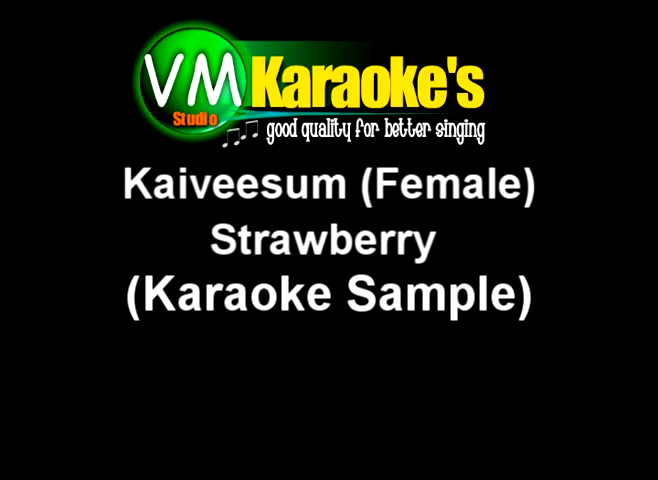 VM Karaoke's
Studio
good quality for better singing
Kaiveesum (Female)
Strawberry
(Karaoke Sample)